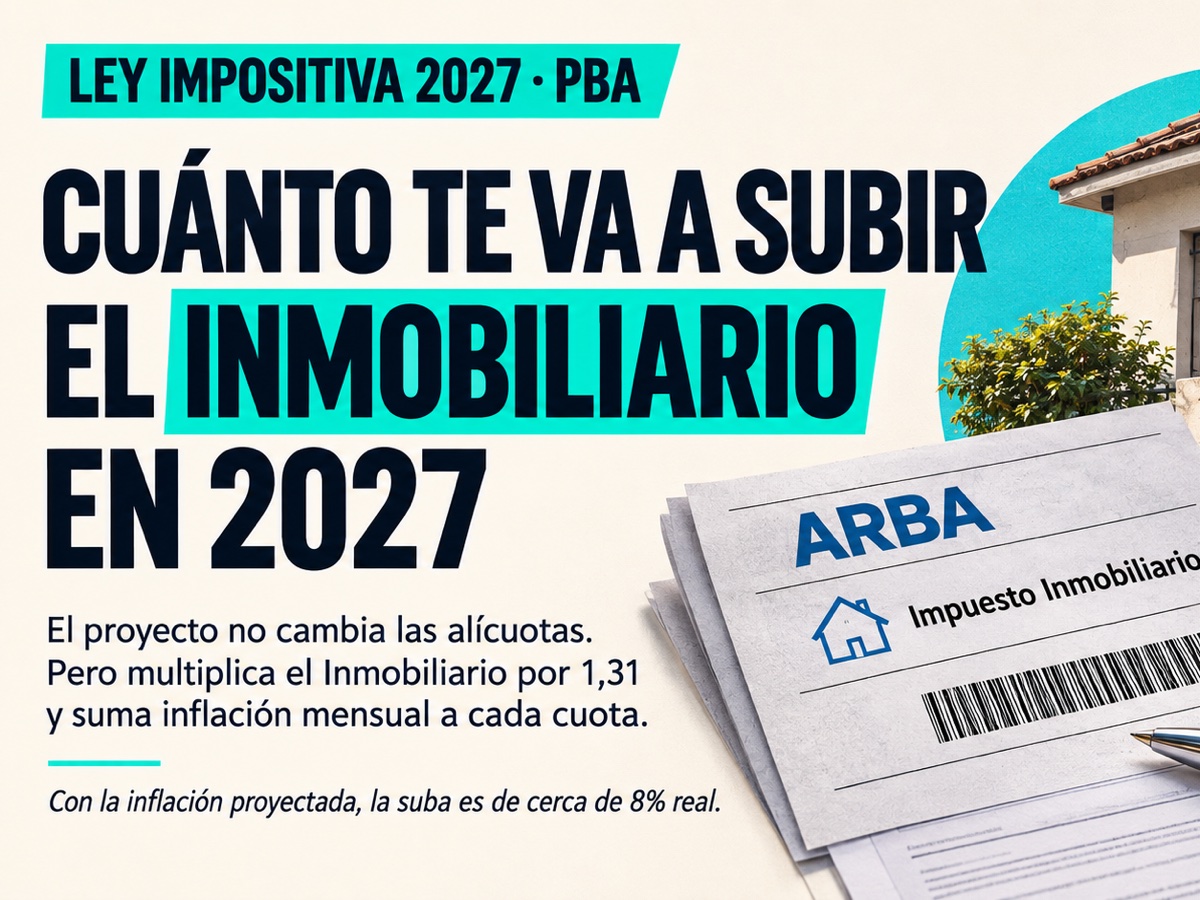 LEY IMPOSITIVA 2027 · PBA
CUÁNTO TE VA A SUBIR
EL INMOBILIARIO
EN 2027
El proyecto no cambia las alícuotas.
Pero multiplica el Inmobiliario por 1,31
y suma inflación mensual a cada cuota.
Con la inflación proyectada, la suba es de cerca de 8% real.
ARBA
Impuesto Inmobiliario